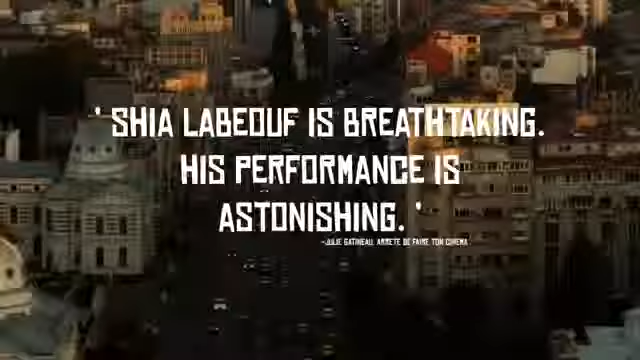 ' SHIA LABEOUF IS BREATHTAKING.
HIS PERFORMANCE IS
ASTONISHING. '
-JULIE GATINEAU, ARRETE DE FAIRE TON CINEMA